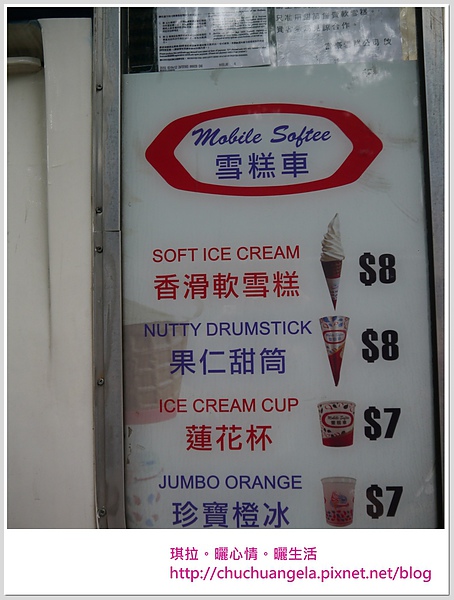 Mobile Softee
雪糕車
SOFT ICE CREAM
香滑軟雪糕
$8
NUTTY DRUMSTICK
果仁甜筒
$8
ICE CREAM CUP
蓮花杯
$7
JUMBO ORANGE
珍寶橙冰
$7
琪拉。曬心情。曬生活
http://chuchuangela.pixnet.net/blog